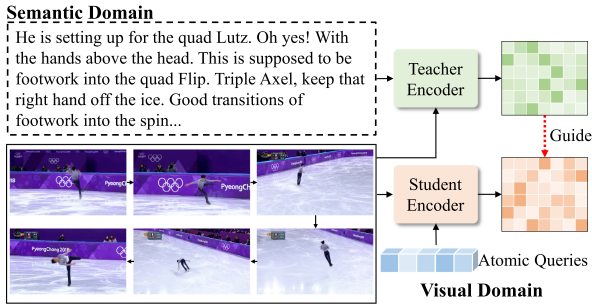 Semantic Domain
He is setting up for the quad Lutz. Oh yes! With
the hands above the head. This is supposed to be
footwork into the quad Flip. Triple Axel, keep that
right hand off the ice. Good transitions of
footwork into the spin...
Teacher
Encoder
Guide
Student
Encoder
Atomic Queries
Visual Domain
PyeongChang
PyeongChang 2018